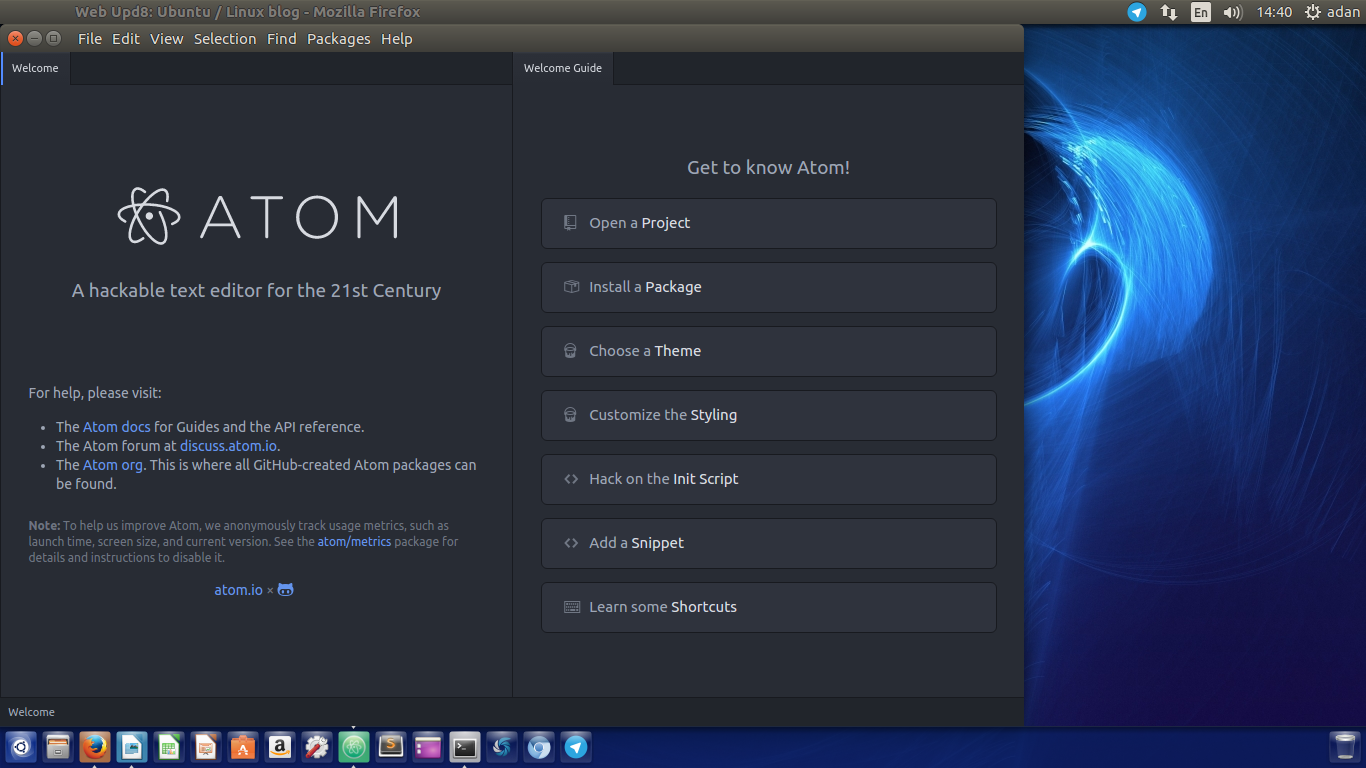 Web Upd8: Ubuntu / Linux blog - Mozilla Firefox
En
14:40
adan
File Edit View Selection Find Packages Help
Welcome
Welcome Guide
ATOM
A hackable text editor for the 21st Century
For help, please visit:
• The Atom docs for Guides and the API reference.
• The Atom forum at discuss.atom.io.
• The Atom org. This is where all GitHub-created Atom packages can
be found.
Note: To help us improve Atom, we anonymously track usage metrics, such as
launch time, screen size, and current version. See the atom/metrics package for
details and instructions to disable it.
atom.io ×
Get to know Atom!
Open a Project
Install a Package
Choose a Theme
Customize the Styling
Hack on the Init Script
Add a Snippet
Learn some Shortcuts
Welcome